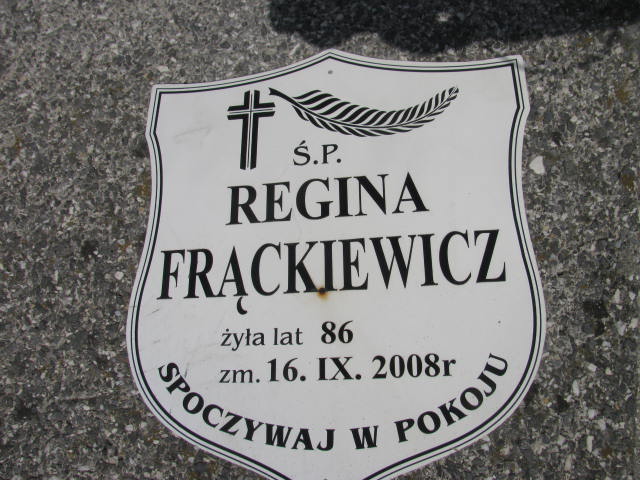 Ś.P.
REGINA
FRĄCKIEWICZ
żyła lat 86
zm. 16. IX. 2008r
SPOCZYWAJ W POKOJU